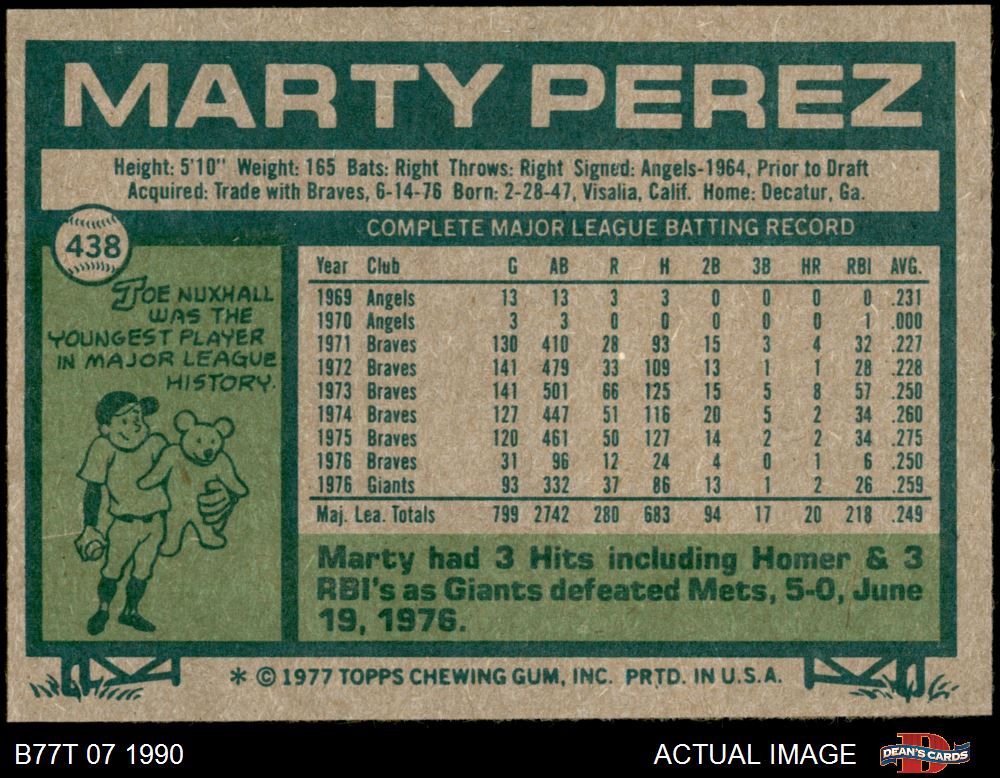 MARTY PEREZ
Height: 5'10" Weight: 165 Bats: Right Throws: Right Signed: Angels-1964, Prior to Draft
Acquired: Trade with Braves, 6-14-76 Born: 2-28-47, Visalia, Calif. Home: Decatur, Ga.
438
JOE NUXHALL
WAS THE
YOUNGEST PLAYER
IN MAJOR LEAGUE
HISTORY.
COMPLETE MAJOR LEAGUE BATTING RECORD
Year Club G AB R H 2B 3B HR RBI AVG.
1969 Angels 13 13 3 3 0 0 0 0 .231
1970 Angels 3 3 0 0 0 0 0 1 .000
1971 Braves 130 410 28 93 15 3 4 32 .227
1972 Braves 141 479 33 109 13 1 1 28 .228
1973 Braves 141 501 66 125 15 5 8 57 .250
1974 Braves 127 447 51 116 20 5 2 34 .260
1975 Braves 120 461 50 127 14 2 2 34 .275
1976 Braves 31 96 12 24 4 0 1 6 .250
1976 Giants 93 332 37 86 13 1 2 26 .259
Maj. Lea. Totals 799 2742 280 683 94 17 20 218 .249
Marty had 3 Hits including Homer & 3
RBI's as Giants defeated Mets, 5-0, June
19, 1976.
* © 1977 TOPPS CHEWING GUM, INC. PRTD. IN U.S.A.
B77T 07 1990
ACTUAL IMAGE
D
DEAN'S CARDS